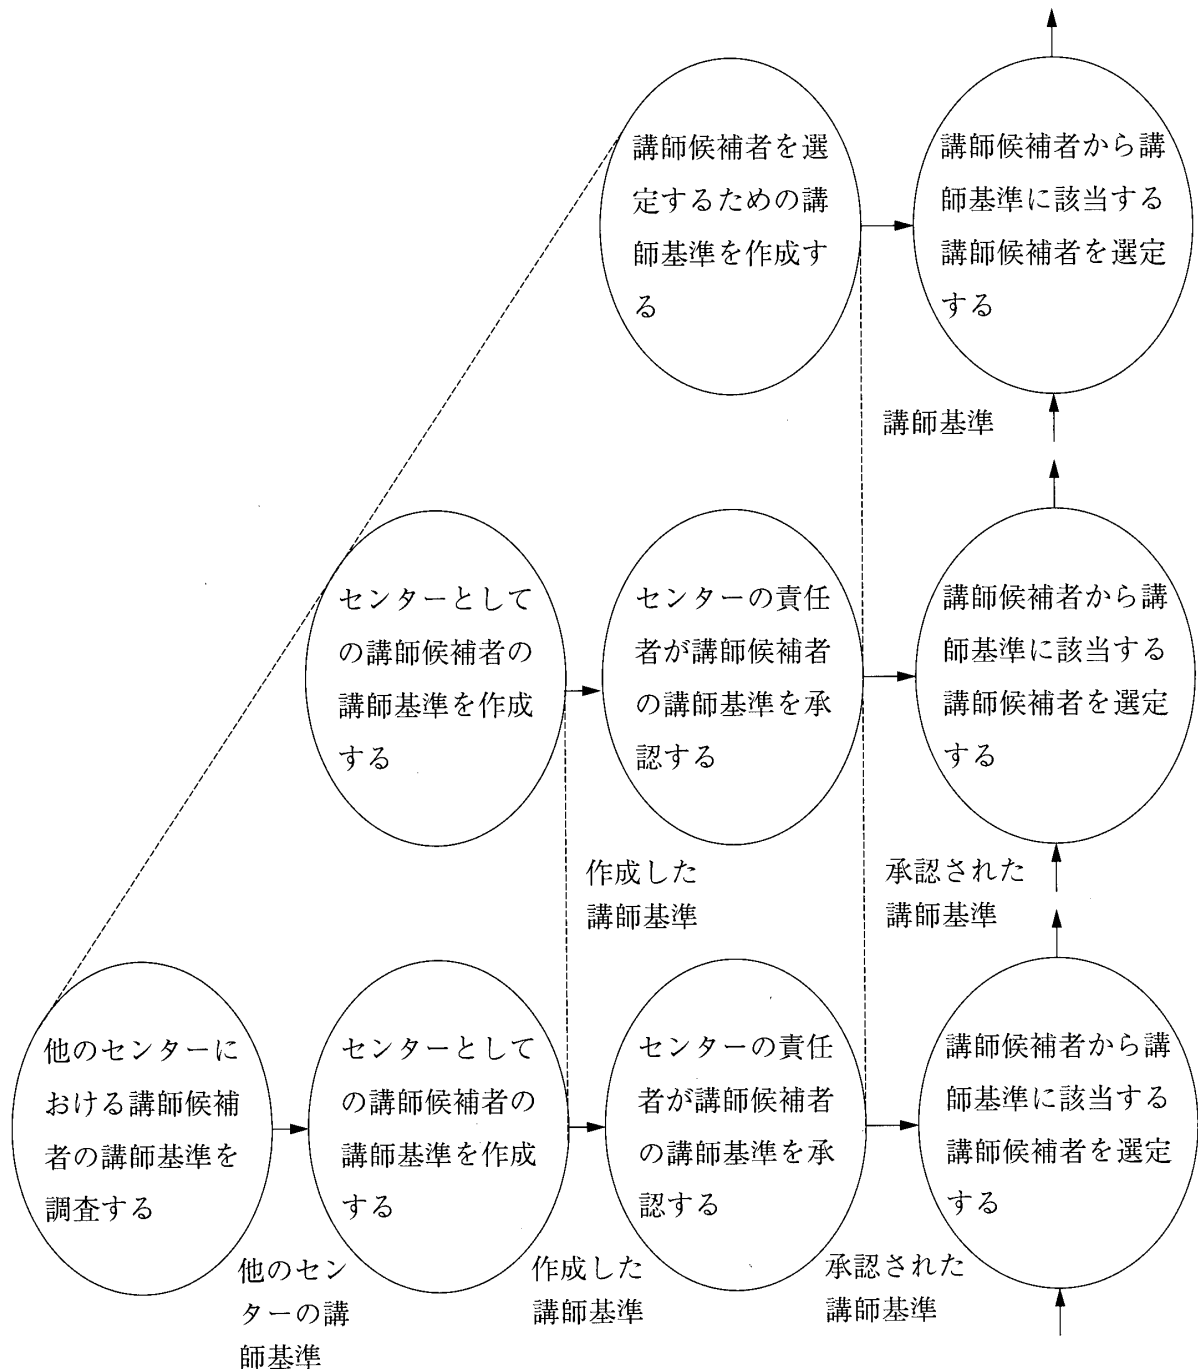 講師候補者を選
定するための講
師基準を作成す
る
講師候補者から講
師基準に該当する
講師候補者を選定
する
講師基準
センターとして
の講師候補者の
講師基準を作成
する
センターの責任
者が講師候補者
の講師基準を承
認する
講師候補者から講
師基準に該当する
講師候補者を選定
する
作成した
講師基準
承認された
講師基準
他のセンターに
おける講師候補
者の講師基準を
調査する
センターとして
の講師候補者の
講師基準を作成
する
センターの責任
者が講師候補者
の講師基準を承
認する
講師候補者から講
師基準に該当する
講師候補者を選定
する
他のセン
ターの講
師基準
作成した
講師基準
承認された
講師基準